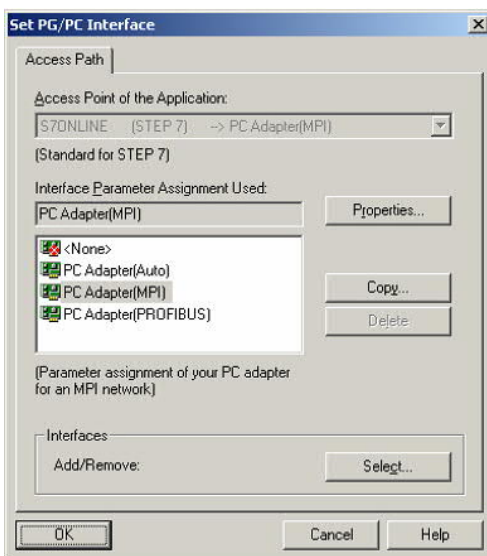 Set PG/PC Interface
Access Path
Access Point of the Application:
S7ONLINE (STEP 7) --> PC Adapter(MPI)
(Standard for STEP 7)
Interface Parameter Assignment Used:
PC Adapter(MPI)
Properties...
<None>
PC Adapter(Auto)
PC Adapter(MPI)
PC Adapter(PROFIBUS)
Copy...
Delete
(Parameter assignment of your PC adapter
for an MPI network)
Interfaces
Add/Remove:
Select...
OK
Cancel
Help